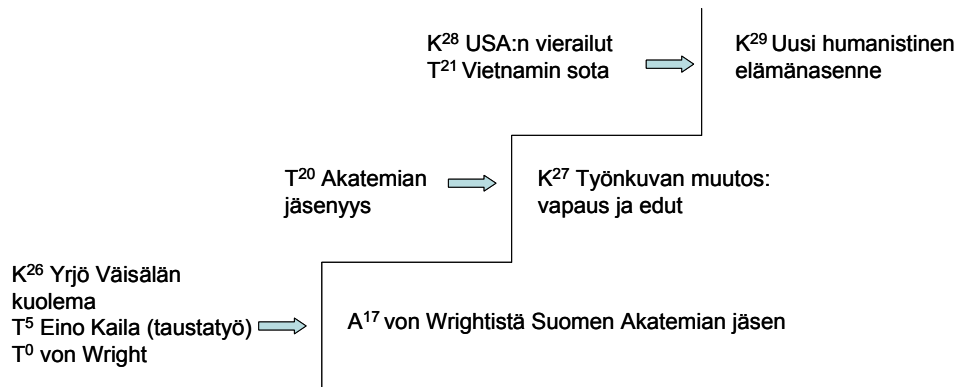 K²⁸ USA:n vierailut
T²¹ Vietnamin sota
K²⁹ Uusi humanistinen
elämänasenne
T²⁰ Akatemian
jäsenyys
K²⁷ Työnkuvan muutos:
vapaus ja edut
K²⁶ Yrjö Väisälän
kuolema
T⁵ Eino Kaila (taustatyö)
T⁰ von Wright
A¹⁷ von Wrightistä Suomen Akatemian jäsen